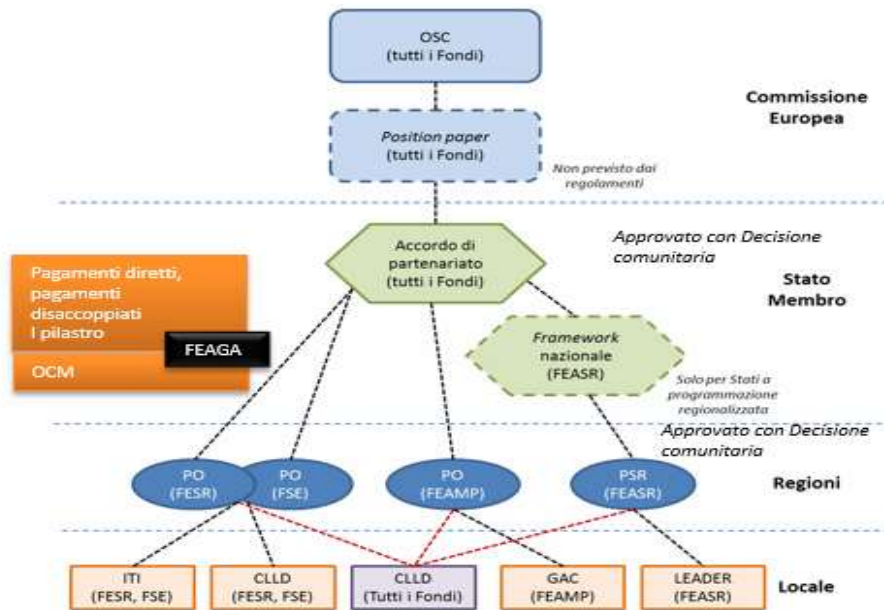 OSC
(tutti i Fondi)
Commissione
Europea
Position paper
(tutti i Fondi)
Non previsto dai
regolamenti
Accordo di
partenariato
(tutti i Fondi)
Approvato con Decisione
comunitaria
Stato
Membro
Pagamenti diretti,
pagamenti
disaccoppiati
I pilastro
FEAGA
OCM
Framework
nazionale
(FEASR)
Solo per Stati a
programmazione
regionalizzata
Approvato con Decisione
comunitaria
PO
(FESR)
PO
(FSE)
PO
(FEAMP)
PSR
(FEASR)
Regioni
ITI
(FESR, FSE)
CLLD
(FESR, FSE)
CLLD
(Tutti i Fondi)
GAC
(FEAMP)
LEADER
(FEASR)
Locale